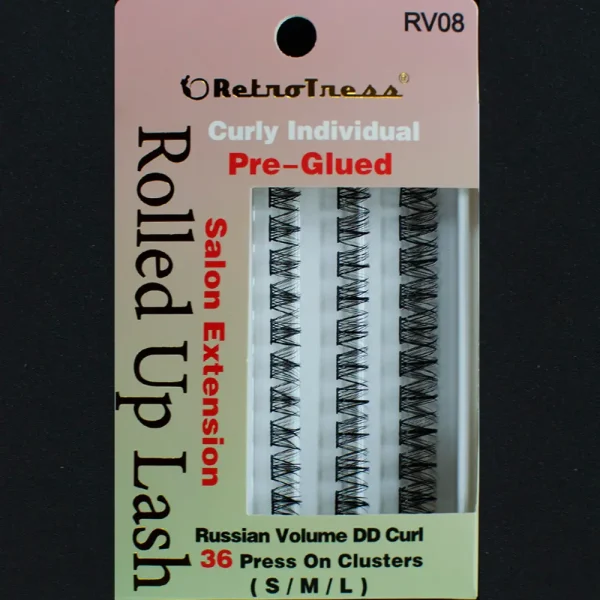 RV08
RetroTress®
Curly Individual
Pre-Glued
Rolled Up Lash
Salon Extension
Russian Volume DD Curl
36 Press On Clusters
(S/M/L)